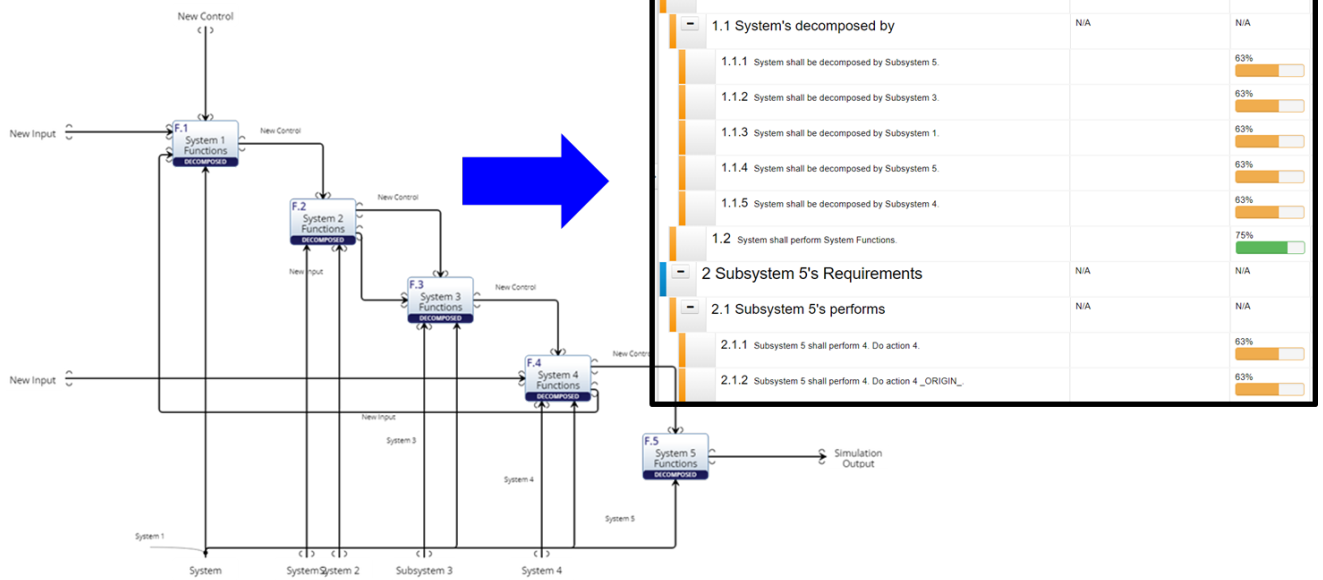 New Control
New Input
F.1
System 1
Functions
DECOMPOSED
New Control
F.2
System 2
Functions
DECOMPOSED
New Control
New Input
F.3
System 3
Functions
DECOMPOSED
New Control
New Input
F.4
System 4
Functions
DECOMPOSED
New Contro
New Input
System 3
F.5
System 5
Functions
DECOMPOSED
Simulation
Output
System 4
System 5
System 1
System
System 2
Subsystem 3
System 4
1.1 System's decomposed by
N/A
N/A
1.1.1 System shall be decomposed by Subsystem 5.
63%
1.1.2 System shall be decomposed by Subsystem 3.
63%
1.1.3 System shall be decomposed by Subsystem 1.
63%
1.1.4 System shall be decomposed by Subsystem 5.
63%
1.1.5 System shall be decomposed by Subsystem 4.
63%
1.2 System shall perform System Functions.
75%
2 Subsystem 5's Requirements
N/A
N/A
2.1 Subsystem 5's performs
N/A
N/A
2.1.1 Subsystem 5 shall perform 4. Do action 4.
63%
2.1.2 Subsystem 5 shall perform 4. Do action 4 _ORIGIN_.
63%